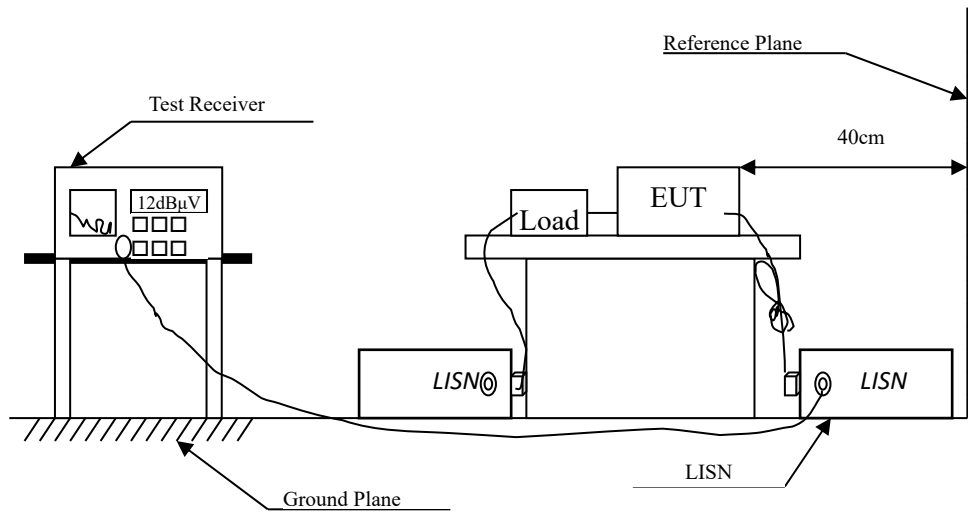 Reference Plane
Test Receiver
40cm
12dBµV
Load
EUT
LISN
LISN
LISN
Ground Plane